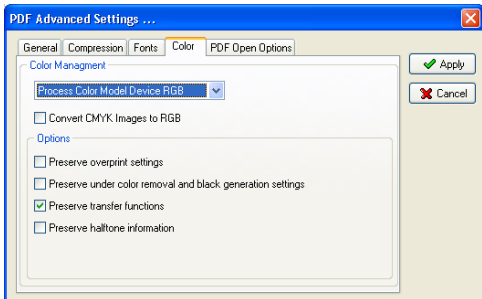 PDF Advanced Settings ...
General Compression Fonts Color PDF Open Options
Color Managment
Apply
Process Color Model Device RGB
Cancel
Convert CMYK Images to RGB
Options
Preserve overprint settings
Preserve under color removal and black generation settings
Preserve transfer functions
Preserve halftone information